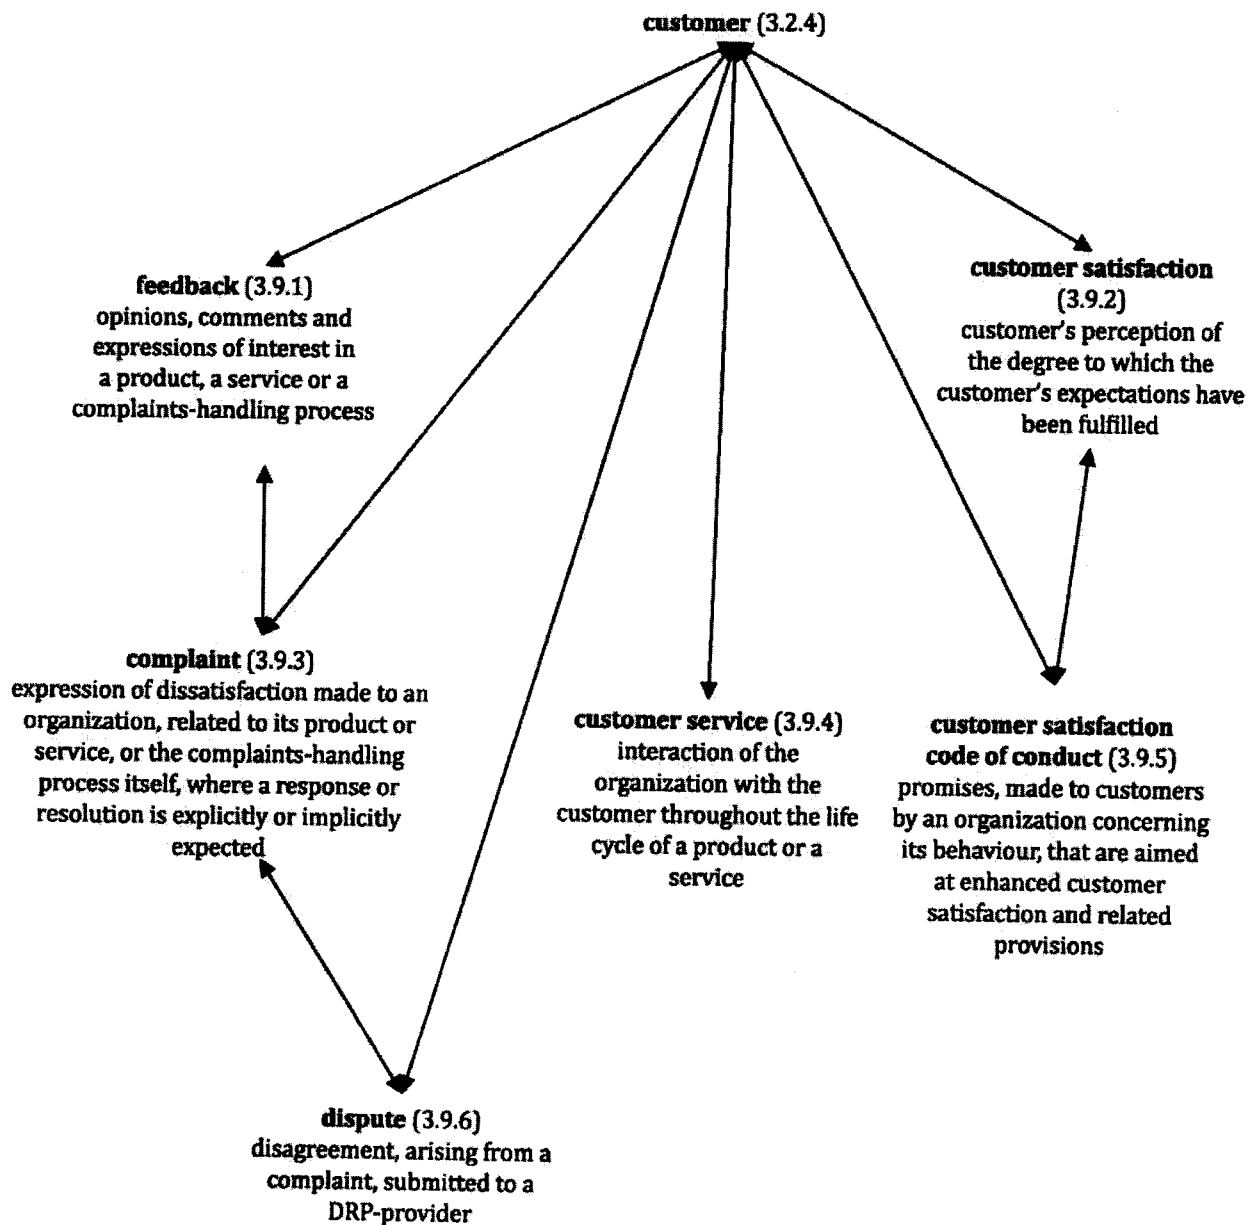 customer (3.2.4)
feedback (3.9.1)
opinions, comments and
expressions of interest in
a product, a service or a
complaints-handling process
customer satisfaction
(3.9.2)
customer's perception of
the degree to which the
customer's expectations have
been fulfilled
complaint (3.9.3)
expression of dissatisfaction made to an
organization, related to its product or
service, or the complaints-handling
process itself, where a response or
resolution is explicitly or implicitly
expected
customer service (3.9.4)
interaction of the
organization with the
customer throughout the life
cycle of a product or a
service
customer satisfaction
code of conduct (3.9.5)
promises, made to customers
by an organization concerning
its behaviour, that are aimed
at enhanced customer
satisfaction and related
provisions
dispute (3.9.6)
disagreement, arising from a
complaint, submitted to a
DRP-provider